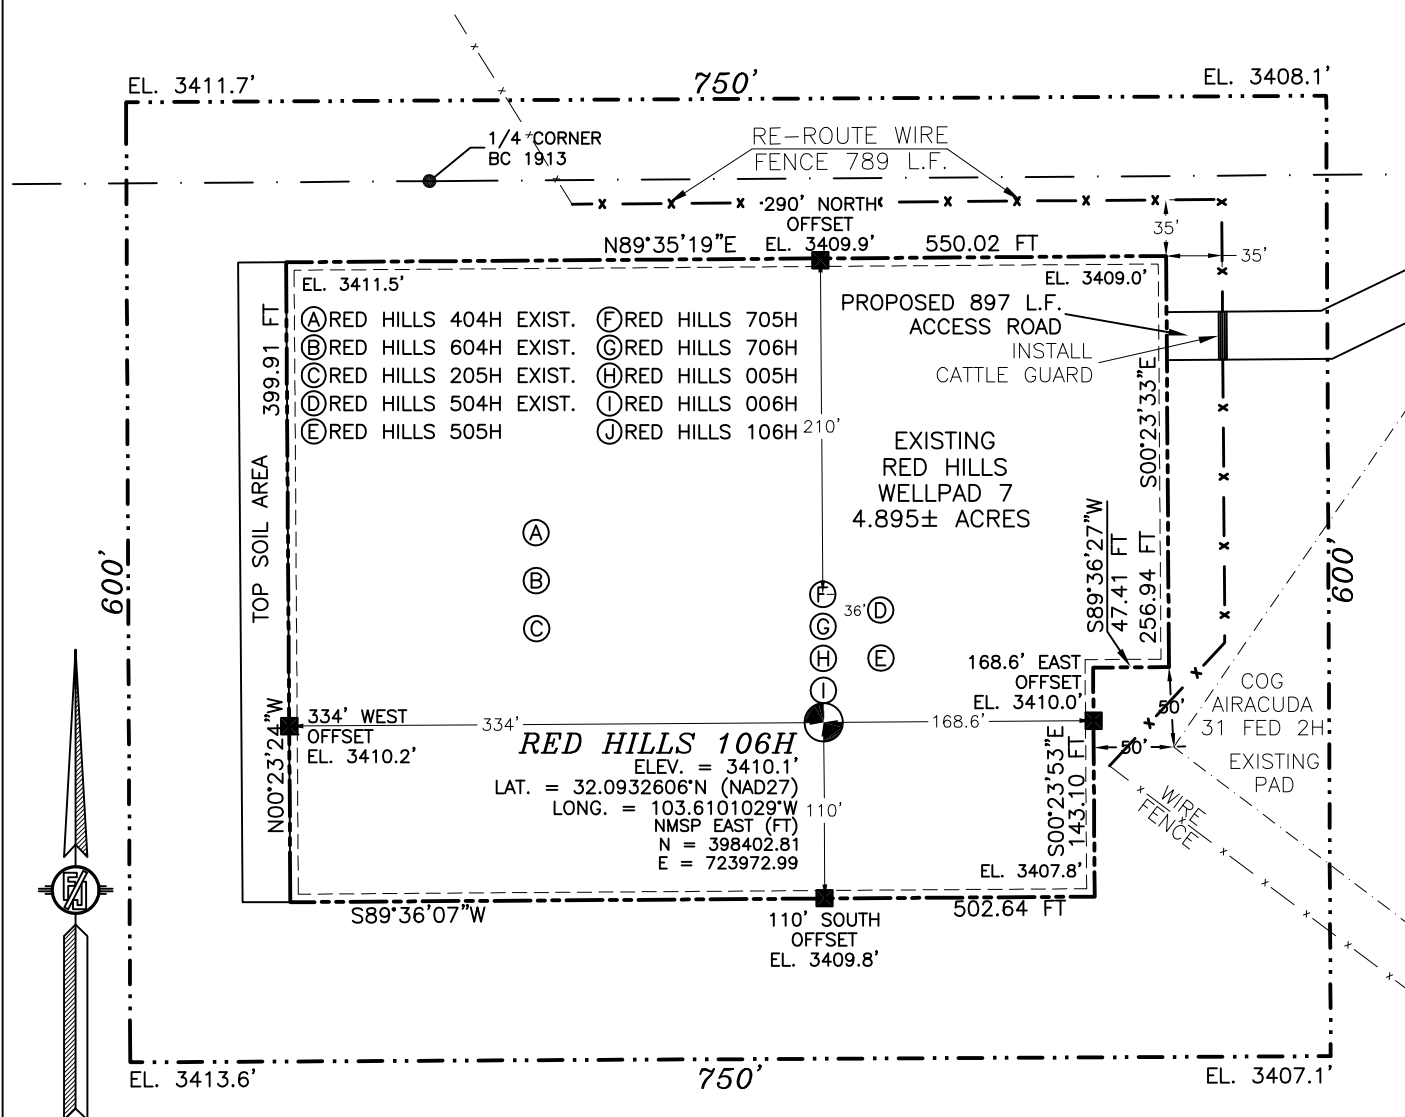 EL. 3411.7'
750'
EL. 3408.1'
1/4 CORNER
BC 1913
RE-ROUTE WIRE
FENCE 789 L.F.
290' NORTH
OFFSET
EL. 3409.9'
N89°35'19"E
550.02 FT
35'
35'
EL. 3411.5'
EL. 3409.0'
399.91 FT
TOP SOIL AREA
N00°23'24"W
A RED HILLS 404H EXIST.
B RED HILLS 604H EXIST.
C RED HILLS 205H EXIST.
D RED HILLS 504H EXIST.
E RED HILLS 505H
F RED HILLS 705H
G RED HILLS 706H
H RED HILLS 005H
I RED HILLS 006H
J RED HILLS 106H
210'
PROPOSED 897 L.F.
ACCESS ROAD
INSTALL
CATTLE GUARD
EXISTING
RED HILLS
WELLPAD 7
4.895± ACRES
S00°23'33"E
256.94 FT
S89°36'27"W
47.41 FT
600'
600'
A
B
C
F
G
H
I
36'
D
E
168.6' EAST
OFFSET
EL. 3410.0'
334' WEST
OFFSET
EL. 3410.2'
334'
168.6'
50'
50'
COG
AIRACUDA
31 FED 2H
EXISTING
PAD
WIRE
FENCE
RED HILLS 106H
ELEV. = 3410.1'
LAT. = 32.0932606°N (NAD27)
LONG. = 103.6101029°W
NMSP EAST (FT)
N = 398402.81
E = 723972.99
110'
S00°23'53"E
143.10 FT
EL. 3407.8'
S89°36'07"W
502.64 FT
110' SOUTH
OFFSET
EL. 3409.8'
EL. 3413.6'
750'
EL. 3407.1'